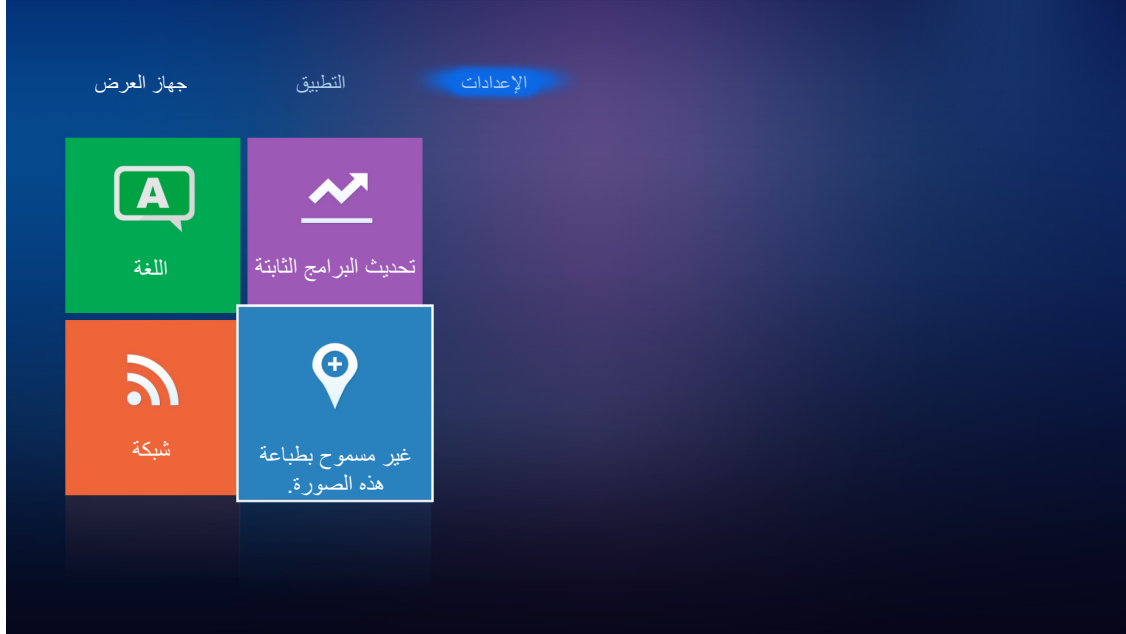 جهاز العرض
التطبيق
الإعدادات
A
اللغة
تحديث البرامج الثابتة
شبكة
غير مسموح بطباعة
هذه الصورة.